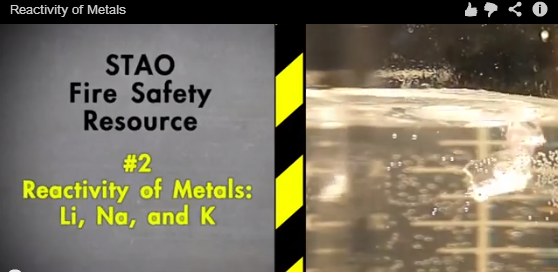 Reactivity of Metals
STAO
Fire Safety
Resource
#2
Reactivity of Metals:
Li, Na, and K